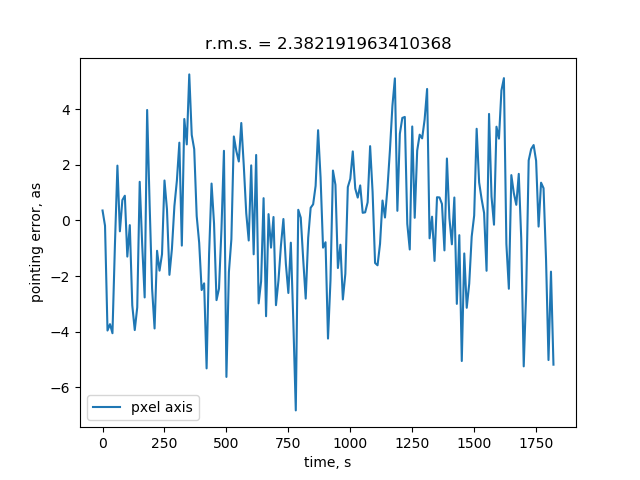 r.m.s. = 2.382191963410368
pointing error, as
4
2
0
−2
−4
−6
pxel axis
0 250 500 750 1000 1250 1500 1750
time, s